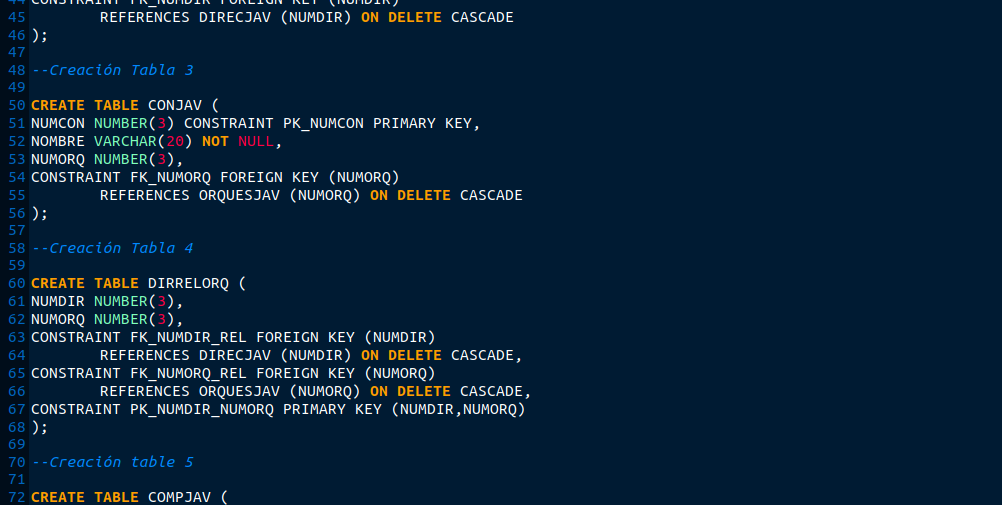 44 CONSTRAINT FK_NUMDIR FOREIGN KEY (NUMDIR)
45 REFERENCES DIRECJAV (NUMDIR) ON DELETE CASCADE
46 );
47
48 --Creación Tabla 3
49
50 CREATE TABLE CONJAV (
51 NUMCON NUMBER(3) CONSTRAINT PK_NUMCON PRIMARY KEY,
52 NOMBRE VARCHAR(20) NOT NULL,
53 NUMORQ NUMBER(3),
54 CONSTRAINT FK_NUMORQ FOREIGN KEY (NUMORQ)
55 REFERENCES ORQUESJAV (NUMORQ) ON DELETE CASCADE
56 );
57
58 --Creación Tabla 4
59
60 CREATE TABLE DIRRELORQ (
61 NUMDIR NUMBER(3),
62 NUMORQ NUMBER(3),
63 CONSTRAINT FK_NUMDIR_REL FOREIGN KEY (NUMDIR)
64 REFERENCES DIRECJAV (NUMDIR) ON DELETE CASCADE,
65 CONSTRAINT FK_NUMORQ_REL FOREIGN KEY (NUMORQ)
66 REFERENCES ORQUESJAV (NUMORQ) ON DELETE CASCADE,
67 CONSTRAINT PK_NUMDIR_NUMORQ PRIMARY KEY (NUMDIR,NUMORQ)
68 );
69
70 --Creación table 5
71
72 CREATE TABLE COMPJAV (